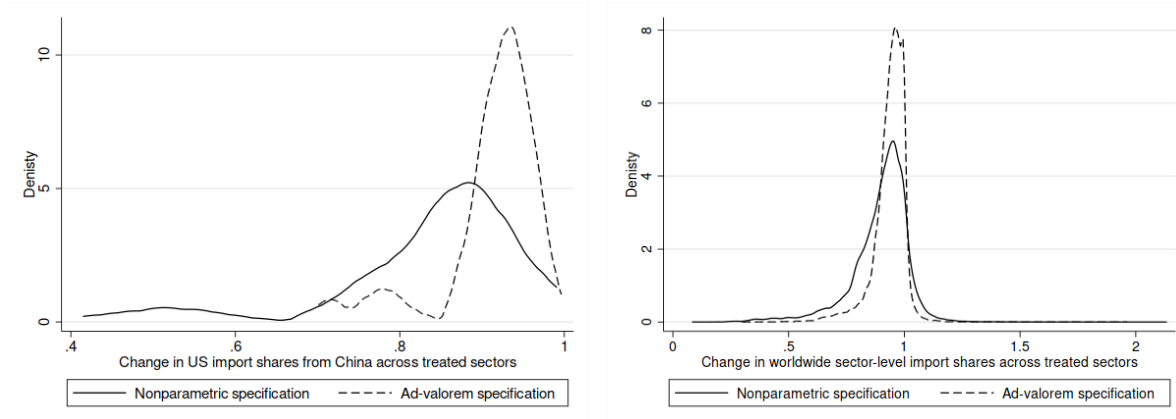 Denisty
10
5
0
.4
.6
.8
1
Change in US import shares from China across treated sectors
Nonparametric specification
Ad-valorem specification
Denisty
8
6
4
2
0
0
.5
1
1.5
2
Change in worldwide sector-level import shares across treated sectors
Nonparametric specification
Ad-valorem specification